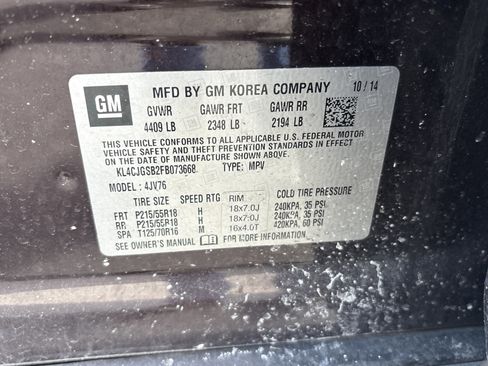 MFD BY GM KOREA COMPANY 10 / 14
GM
GVWR GAWR FRT GAWR RR
4409 LB 2348 LB 2194 LB
THIS VEHICLE CONFORMS TO ALL APPLICABLE U.S. FEDERAL MOTOR
VEHICLE SAFETY AND THEFT PREVENTION STANDARDS IN EFFECT ON
THE DATE OF MANUFACTURE SHOWN ABOVE.
KL4CJGSB2FB073668 TYPE: MPV
MODEL: 4JV76
TIRE SIZE SPEED RTG RIM COLD TIRE PRESSURE
FRT P215/55R18 H 18x7.0J 240KPA, 35 PSI
RR P215/55R18 H 18x7.0J 240KPA, 35 PSI
SPA T125/70R16 M 16x4.0T 420KPA, 60 PSI
SEE OWNER'S MANUAL FOR MORE INFORMATION.